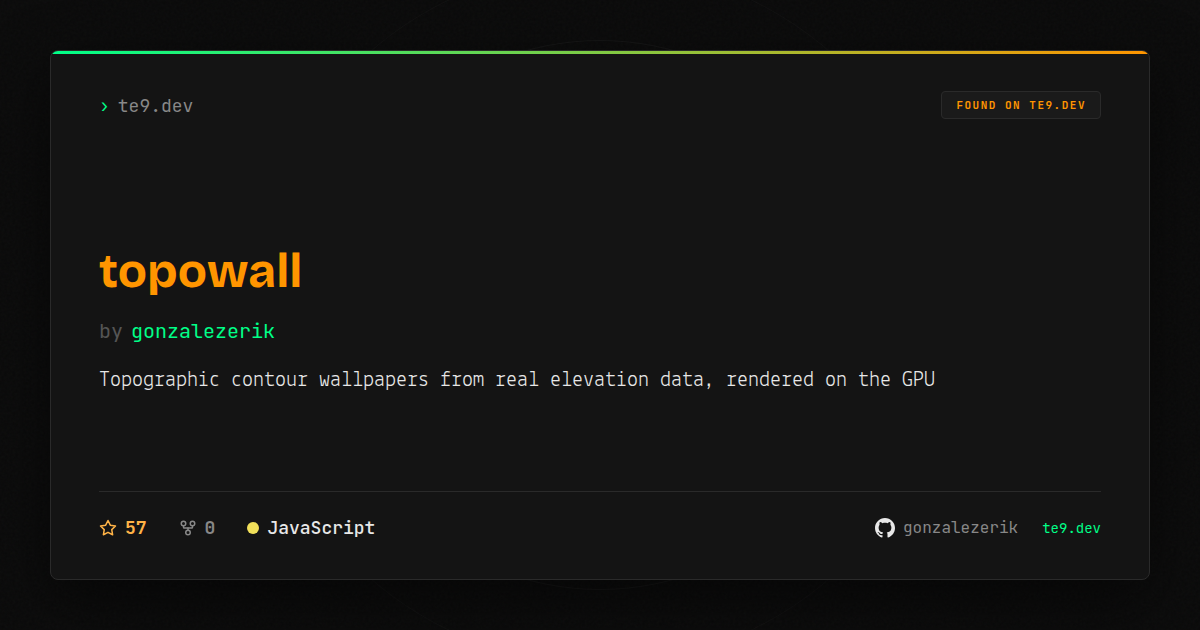 › te9.dev
FOUND ON TE9.DEV
topowall
by gonzalezerik
Topographic contour wallpapers from real elevation data, rendered on the GPU
57 0 JavaScript
gonzalezerik te9.dev